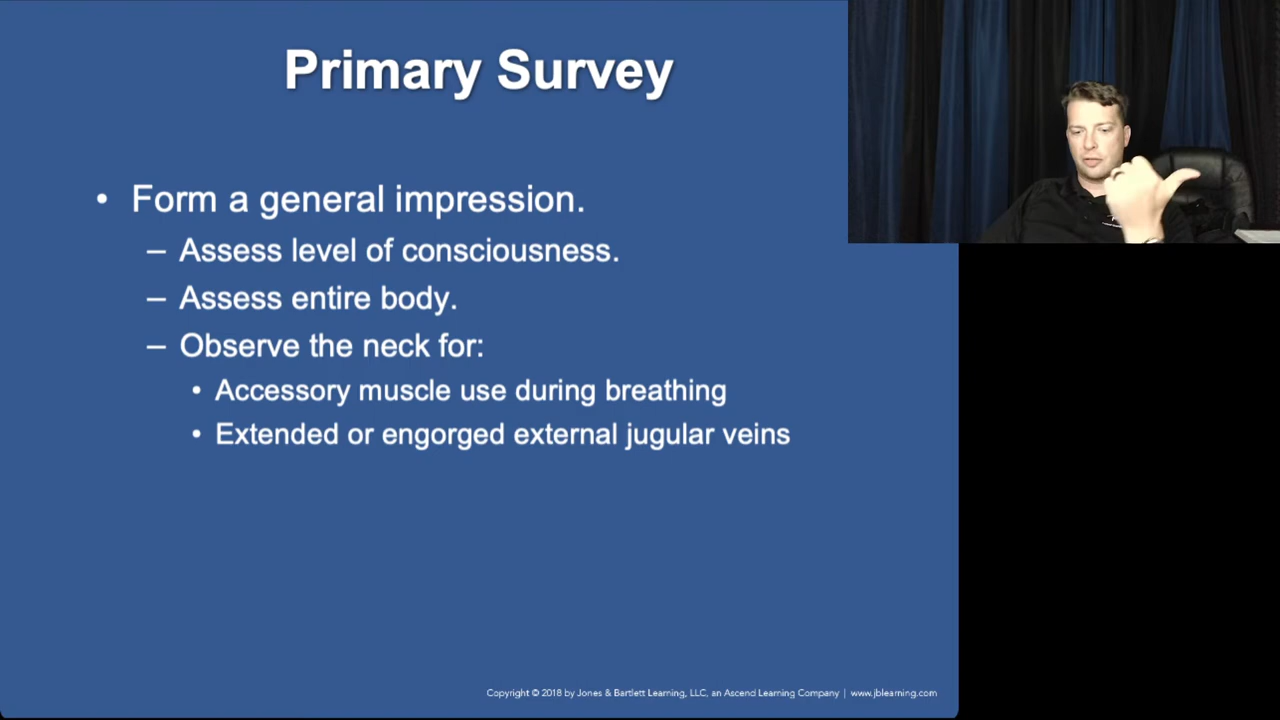 Primary Survey
• Form a general impression.
– Assess level of consciousness.
– Assess entire body.
– Observe the neck for:
• Accessory muscle use during breathing
• Extended or engorged external jugular veins
Copyright © 2018 by Jones & Bartlett Learning, LLC, an Ascend Learning Company | www.jblearning.com